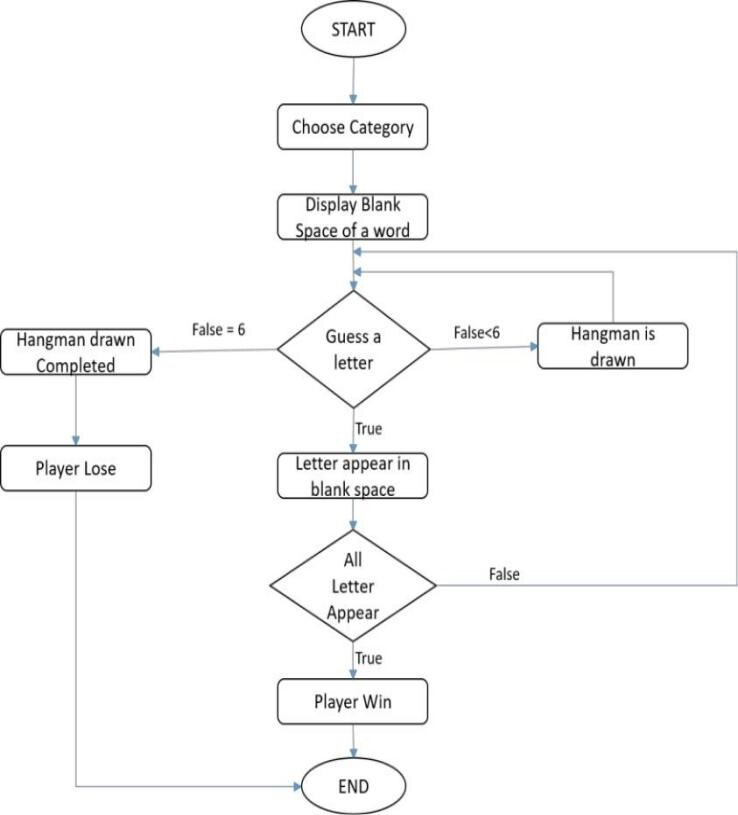 START
Choose Category
Display Blank
Space of a word
False = 6
False<6
Hangman drawn
Completed
Guess a
letter
Hangman is
drawn
True
Player Lose
Letter appear in
blank space
All
Letter
Appear
False
True
Player Win
END